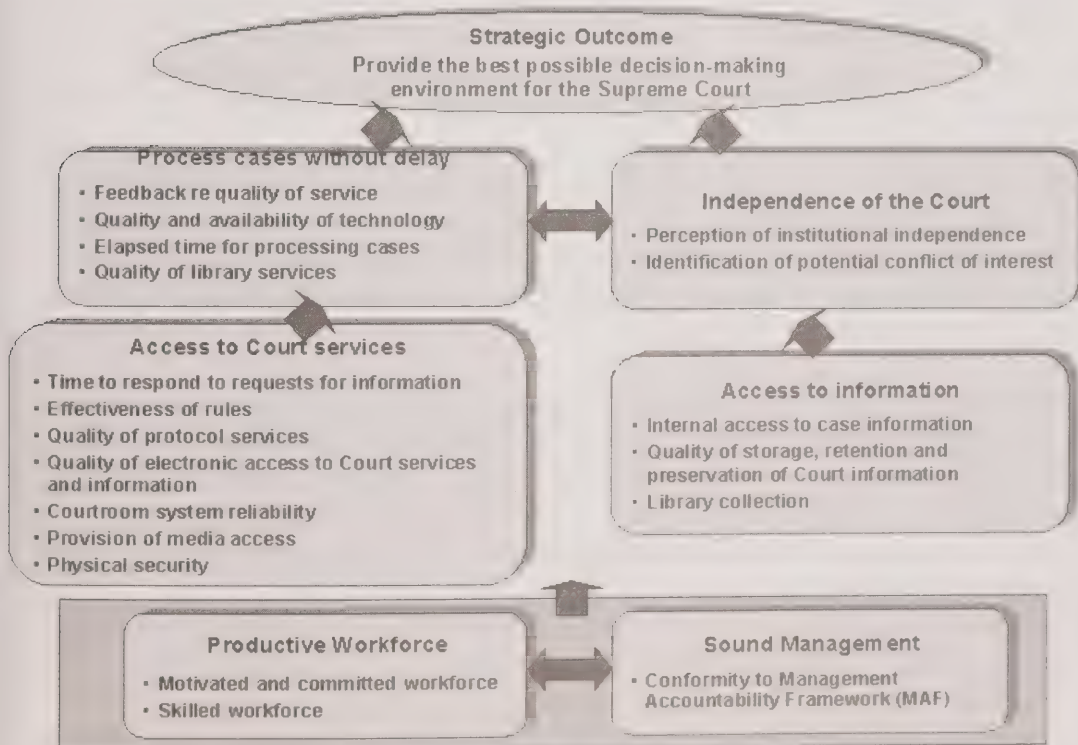 Strategic Outcome
Provide the best possible decision-making
environment for the Supreme Court
Process cases without delay
· Feedback re quality of service
· Quality and availability of technology
· Elapsed time for processing cases
· Quality of library services
Independence of the Court
· Perception of institutional independence
· Identification of potential conflict of interest
Access to Court services
· Time to respond to requests for information
· Effectiveness of rules
· Quality of protocol services
· Quality of electronic access to Court services
and information
· Courtroom system reliability
· Provision of media access
· Physical security
Access to information
· Internal access to case information
· Quality of storage, retention and
preservation of Court information
· Library collection
Productive Workforce
· Motivated and committed workforce
· Skilled workforce
Sound Management
· Conformity to Management
Accountability Framework (MAF)